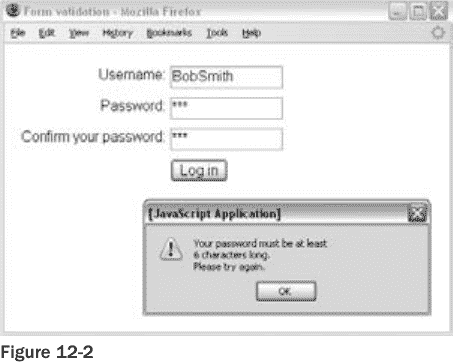 Form validation - Mozilla Firefox
File Edit View History Bookmarks Tools Help
Username: BobSmith
Password: ***
Confirm your password: ***
Log in
[JavaScript Application]
Your password must be at least
6 characters long.
Please try again.
OK
Figure 12-2